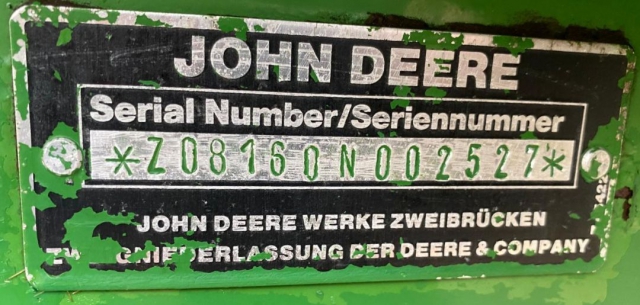 JOHN DEERE
Serial Number/Seriennummer
*Z08160N002527*
JOHN DEERE WERKE ZWEIBRÜCKEN
DER DEERE & COMPANY